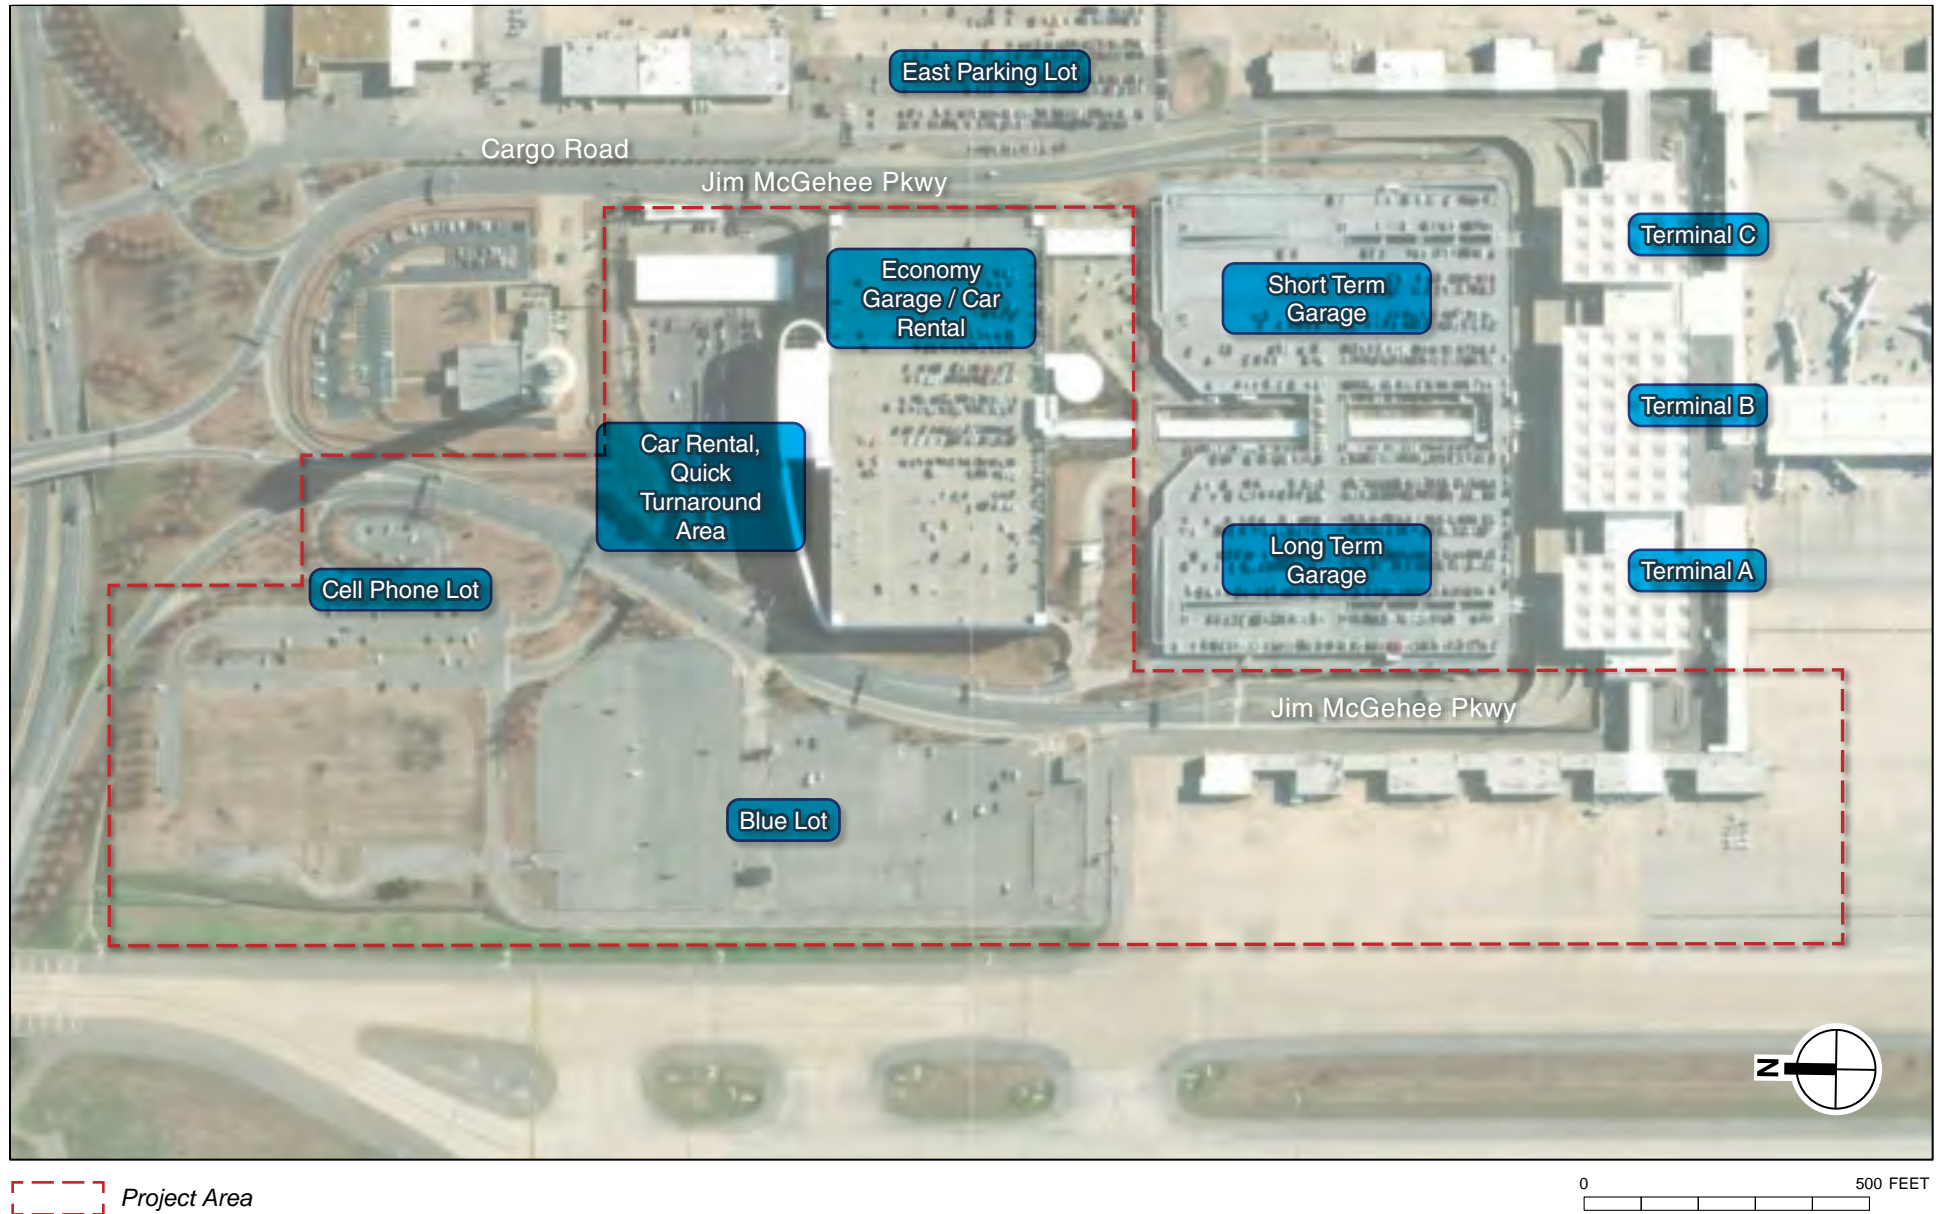 East Parking Lot
Cargo Road
Jim McGehee Pkwy
Terminal C
Economy
Garage / Car
Rental
Short Term
Garage
Terminal B
Car Rental,
Quick
Turnaround
Area
Long Term
Garage
Terminal A
Cell Phone Lot
Jim McGehee Pkwy
Blue Lot
N
Project Area
0
500 FEET